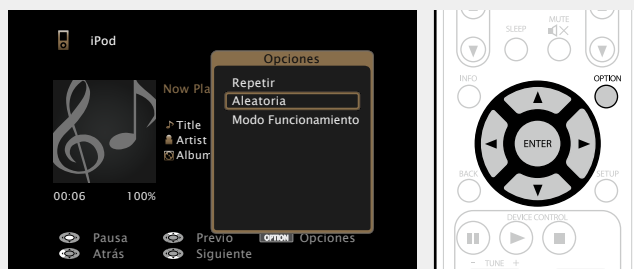 iPod
Opciones
Now Pla
Repetir
Aleatoria
Modo Funcionamiento
Title
Artist
Album
00:06 100%
Pausa Previo OPTION Opciones
Atrás Siguiente
SLEEP MUTE
INFO OPTION
ENTER
BACK SETUP
DEVICE CONTROL
- TUNE +